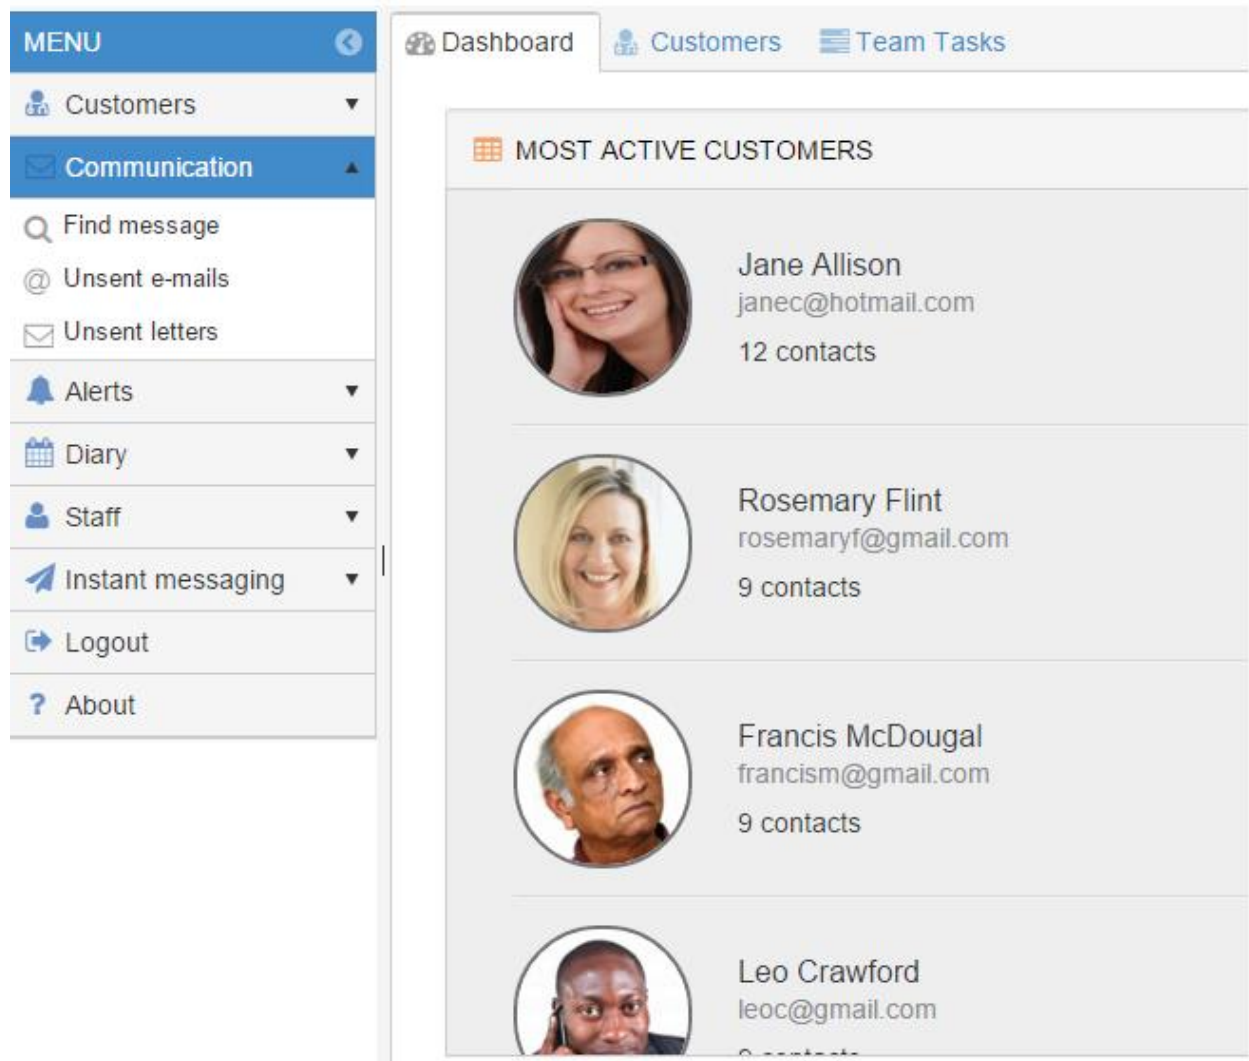 MENU
Customers
Communication
Find message
Unsent e-mails
Unsent letters
Alerts
Diary
Staff
Instant messaging
Logout
About
Dashboard
Customers
Team Tasks
MOST ACTIVE CUSTOMERS
Jane Allison
janec@hotmail.com
12 contacts
Rosemary Flint
rosemaryf@gmail.com
9 contacts
Francis McDougal
francism@gmail.com
9 contacts
Leo Crawford
leoc@gmail.com